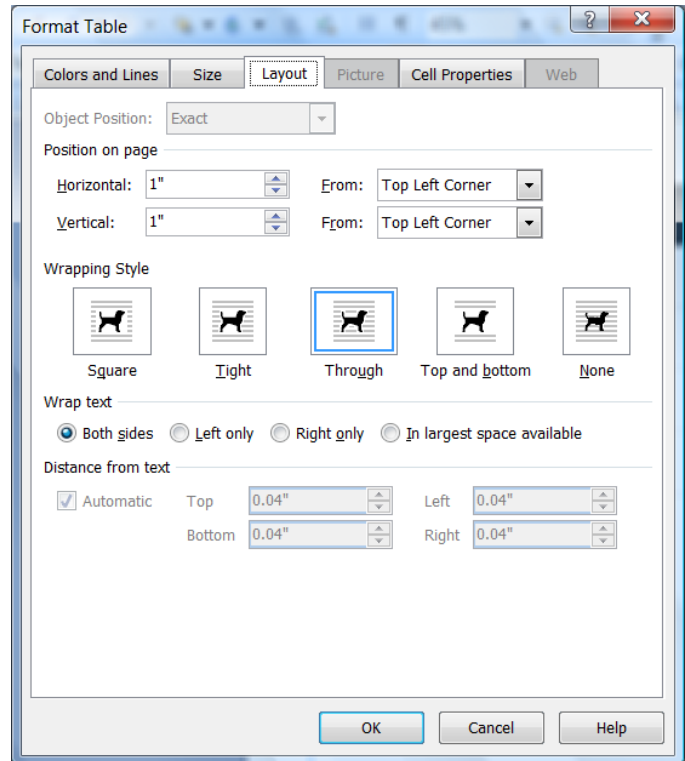 Format Table
Colors and Lines Size Layout Picture Cell Properties Web
Object Position: Exact
Position on page
Horizontal: 1" From: Top Left Corner
Vertical: 1" From: Top Left Corner
Wrapping Style
Square Tight Through Top and bottom None
Wrap text
Both sides Left only Right only In largest space available
Distance from text
Automatic Top 0.04" Left 0.04"
Bottom 0.04" Right 0.04"
OK Cancel Help